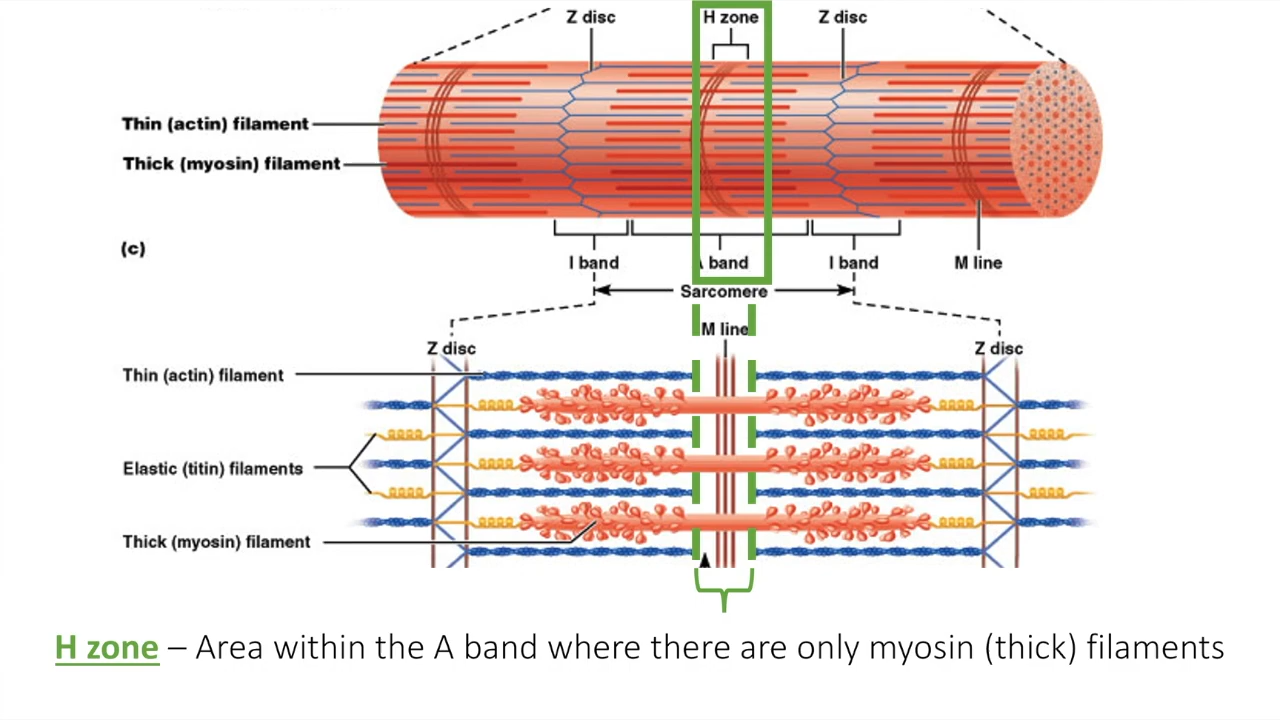 Z disc
H zone
Z disc
Thin (actin) filament
Thick (myosin) filament
(c)
I band
band
I band
M line
Sarcomere
M line
Z disc
Z disc
Thin (actin) filament
Elastic (titin) filaments
Thick (myosin) filament
H zone – Area within the A band where there are only myosin (thick) filaments